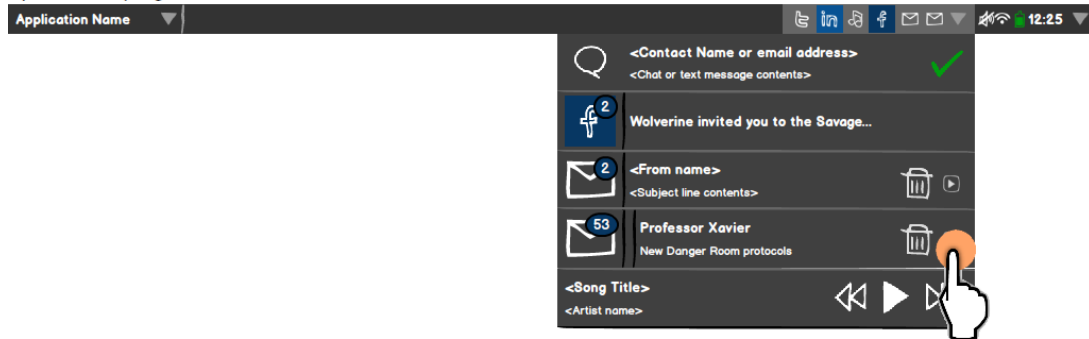 Application Name
12:25
<Contact Name or email address>
<Chat or text message contents>
2
Wolverine invited you to the Savage...
2
<From name>
<Subject line contents>
53
Professor Xavier
New Danger Room protocols
<Song Title>
<Artist name>